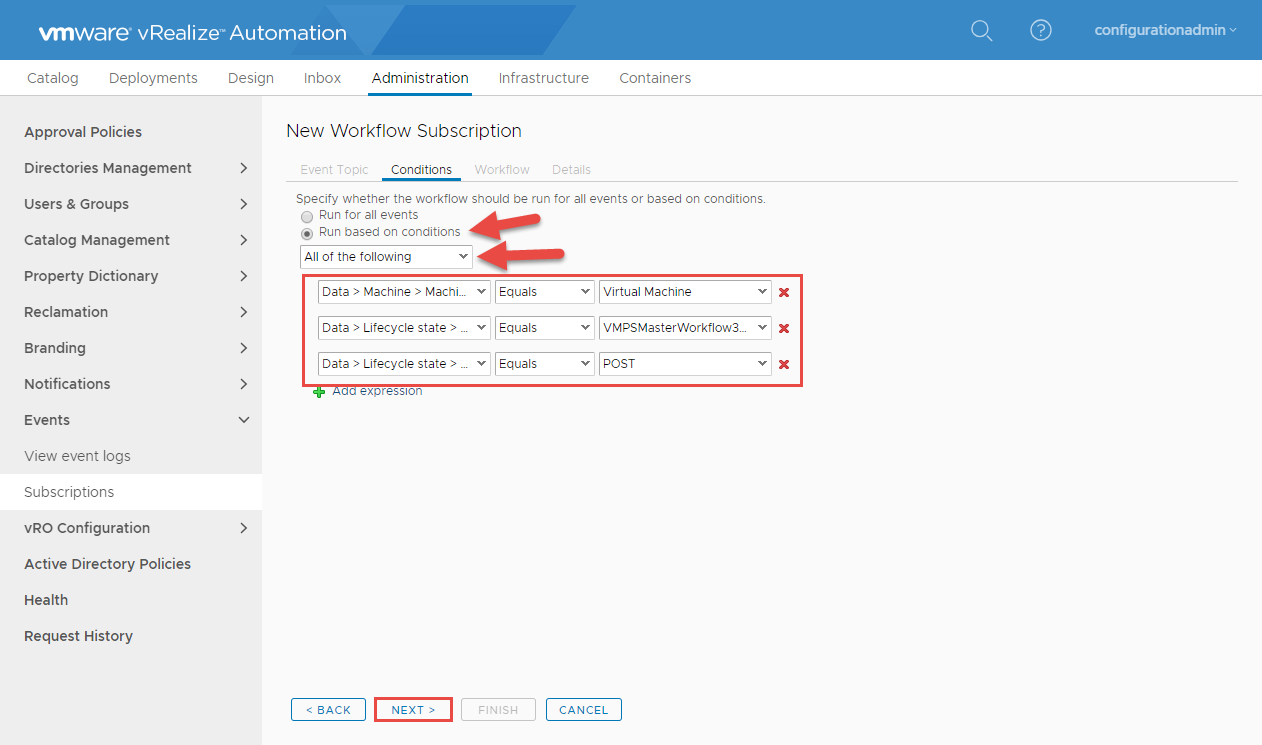 vmware vRealize™ Automation
configurationadmin
Catalog Deployments Design Inbox Administration Infrastructure Containers
Approval Policies
Directories Management
Users & Groups
Catalog Management
Property Dictionary
Reclamation
Branding
Notifications
Events
View event logs
Subscriptions
vRO Configuration
Active Directory Policies
Health
Request History
New Workflow Subscription
Event Topic Conditions Workflow Details
Specify whether the workflow should be run for all events or based on conditions.
Run for all events
Run based on conditions
All of the following
Data > Machine > Machi... Equals Virtual Machine
Data > Lifecycle state > ... Equals VMPSMasterWorkflow3...
Data > Lifecycle state > ... Equals POST
Add expression
< BACK NEXT > FINISH CANCEL